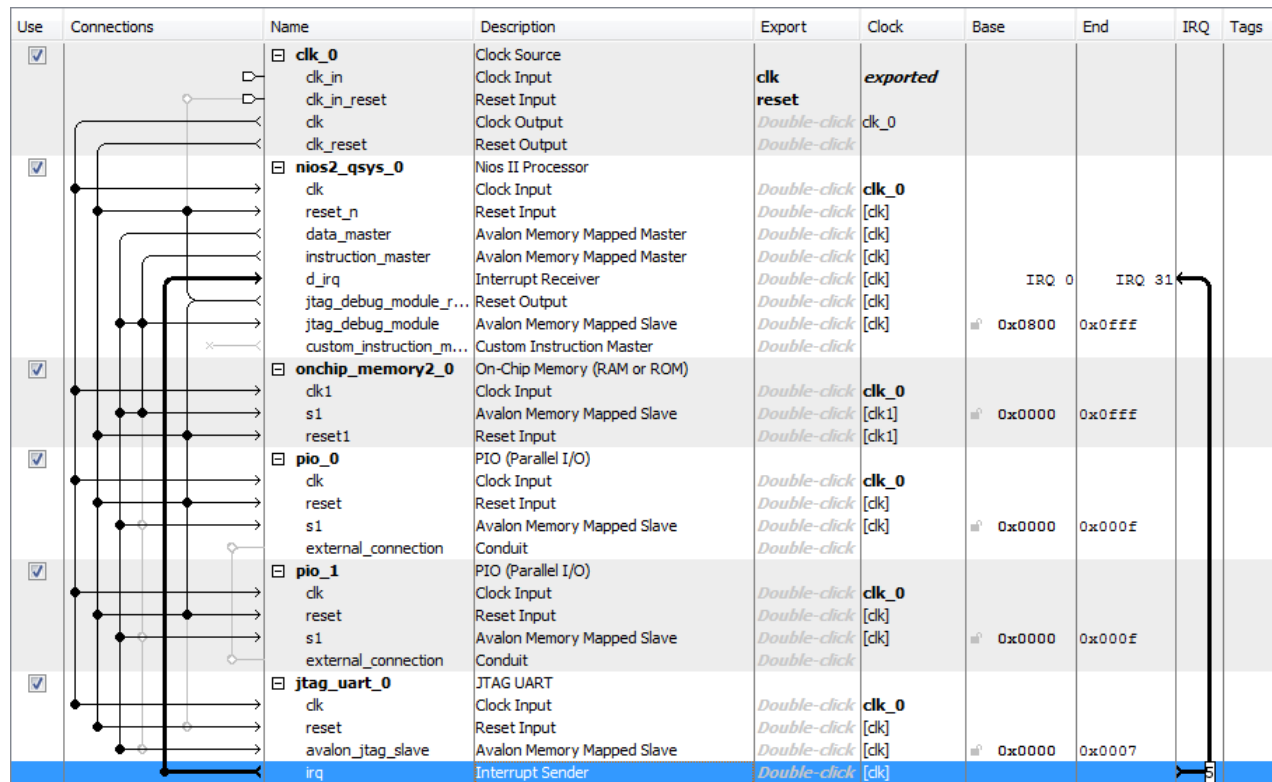 Use Connections Name Description Export Clock Base End IRQ Tags
clk_0 Clock Source
clk_in Clock Input clk exported
clk_in_reset Reset Input reset
clk Clock Output Double-click clk_0
clk_reset Reset Output Double-click
nios2_qsys_0 Nios II Processor
clk Clock Input Double-click clk_0
reset_n Reset Input Double-click [clk]
data_master Avalon Memory Mapped Master Double-click [clk]
instruction_master Avalon Memory Mapped Master Double-click [clk]
d_irq Interrupt Receiver Double-click [clk] IRQ 0 IRQ 31
jtag_debug_module_r... Reset Output Double-click [clk]
jtag_debug_module Avalon Memory Mapped Slave Double-click [clk] 0x0800 0x0fff
custom_instruction_m... Custom Instruction Master Double-click
onchip_memory2_0 On-Chip Memory (RAM or ROM)
clk1 Clock Input Double-click clk_0
s1 Avalon Memory Mapped Slave Double-click [clk1] 0x0000 0x0fff
reset1 Reset Input Double-click [clk1]
pio_0 PIO (Parallel I/O)
clk Clock Input Double-click clk_0
reset Reset Input Double-click [clk]
s1 Avalon Memory Mapped Slave Double-click [clk] 0x0000 0x000f
external_connection Conduit Double-click
pio_1 PIO (Parallel I/O)
clk Clock Input Double-click clk_0
reset Reset Input Double-click [clk]
s1 Avalon Memory Mapped Slave Double-click [clk] 0x0000 0x000f
external_connection Conduit Double-click
jtag_uart_0 JTAG UART
clk Clock Input Double-click clk_0
reset Reset Input Double-click [clk]
avalon_jtag_slave Avalon Memory Mapped Slave Double-click [clk] 0x0000 0x0007
irq Interrupt Sender Double-click [clk]